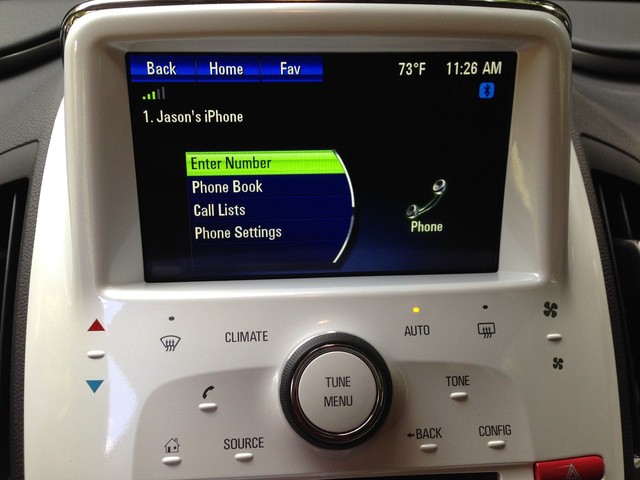 Back Home Fav 73°F 11:26 AM
1. Jason's iPhone
Enter Number
Phone Book
Call Lists
Phone Settings
Phone
CLIMATE
AUTO
TUNE
MENU
TONE
SOURCE
←BACK
CONFIG